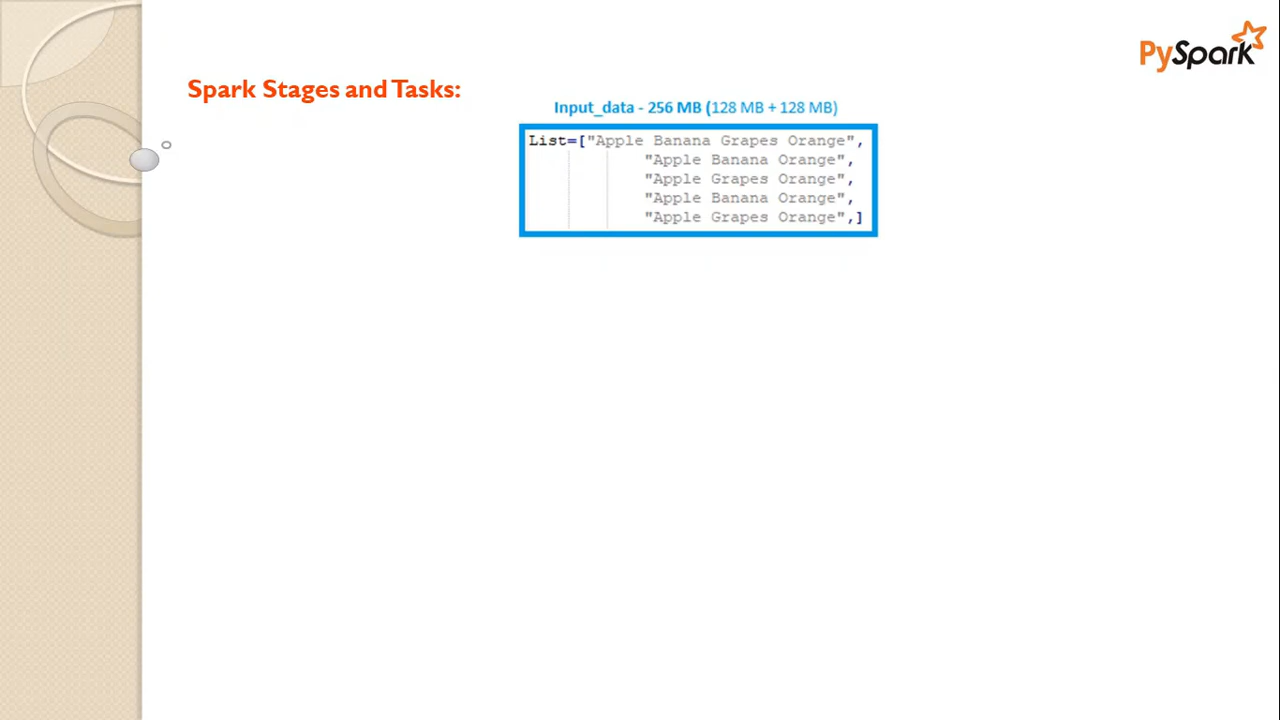 PySpark
Spark Stages and Tasks:
Input_data - 256 MB (128 MB + 128 MB)
List=["Apple Banana Grapes Orange",
"Apple Banana Orange",
"Apple Grapes Orange",
"Apple Banana Orange",
"Apple Grapes Orange",]